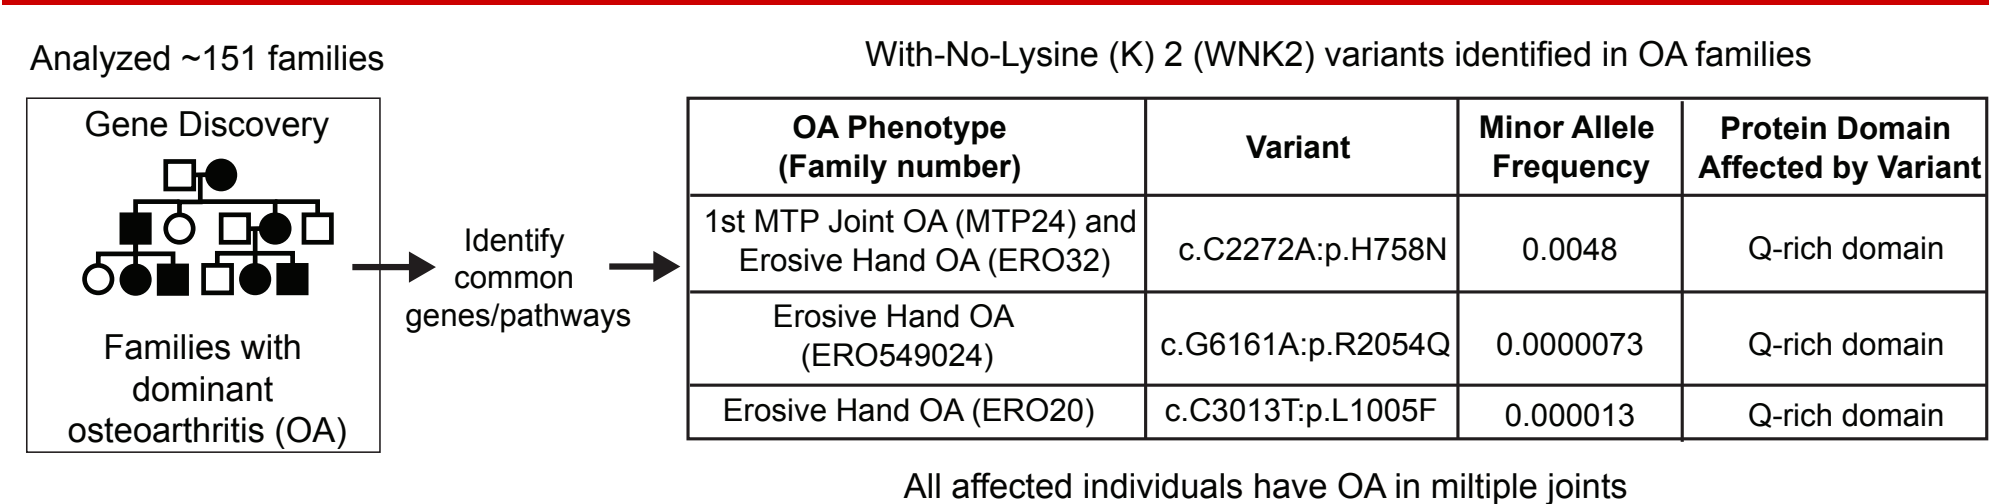 Analyzed ~151 families
Gene Discovery
Families with
dominant
osteoarthritis (OA)
Identify
common
genes/pathways
With-No-Lysine (K) 2 (WNK2) variants identified in OA families
OA Phenotype
(Family number)
Variant
Minor Allele
Frequency
Protein Domain
Affected by Variant
1st MTP Joint OA (MTP24) and
Erosive Hand OA (ERO32)
c.C2272A:p.H758N
0.0048
Q-rich domain
Erosive Hand OA
(ERO549024)
c.G6161A:p.R2054Q
0.0000073
Q-rich domain
Erosive Hand OA (ERO20)
c.C3013T:p.L1005F
0.000013
Q-rich domain
All affected individuals have OA in miltiple joints